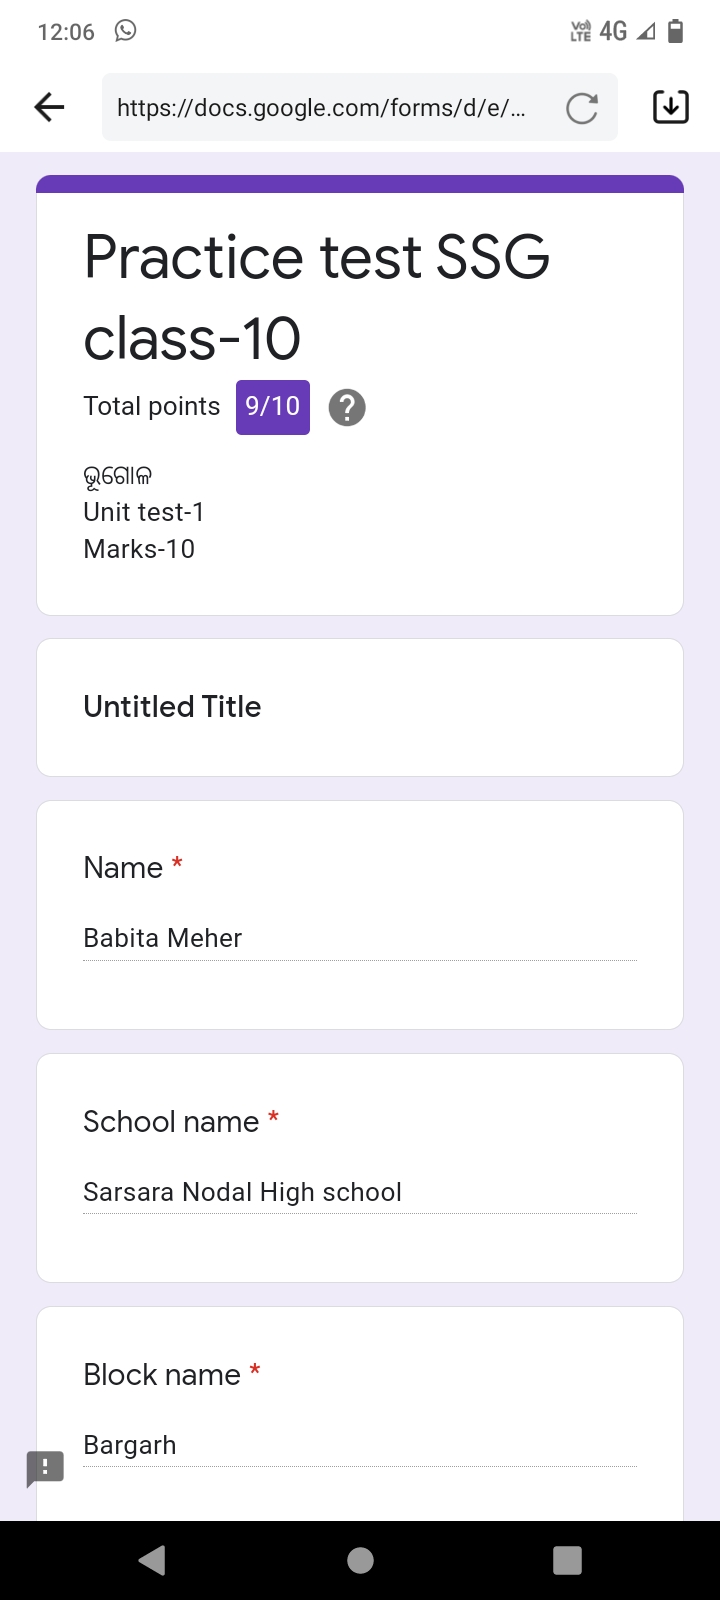 12:06
Vo) LTE 4G
https://docs.google.com/forms/d/e/...
Practice test SSG
class-10
Total points 9/10 ?
ଭୂଗୋଳ
Unit test-1
Marks-10
Untitled Title
Name *
Babita Meher
School name *
Sarsara Nodal High school
Block name *
Bargarh